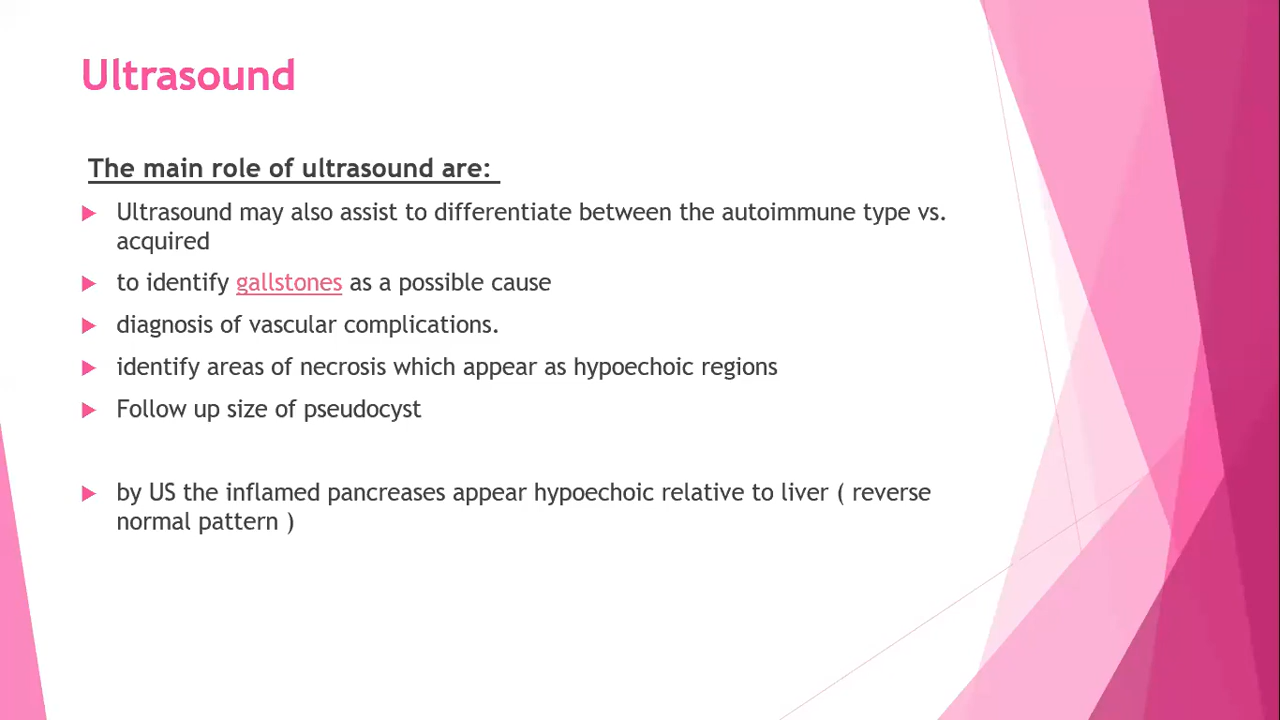 Ultrasound
The main role of ultrasound are:
Ultrasound may also assist to differentiate between the autoimmune type vs.
acquired
to identify gallstones as a possible cause
diagnosis of vascular complications.
identify areas of necrosis which appear as hypoechoic regions
Follow up size of pseudocyst
by US the inflamed pancreases appear hypoechoic relative to liver ( reverse
normal pattern )